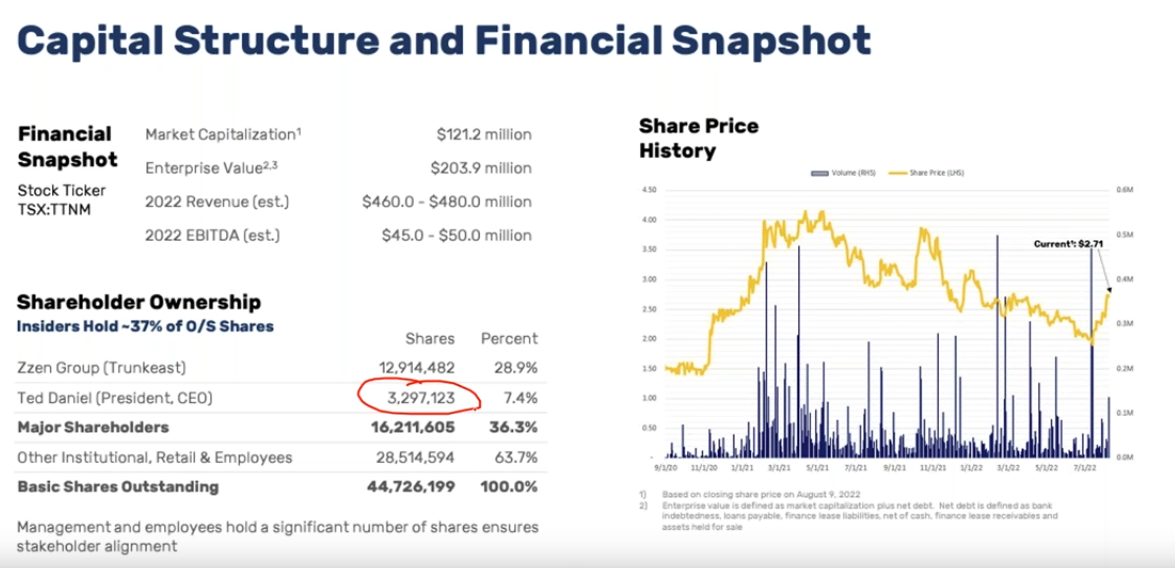 Capital Structure and Financial Snapshot
Financial
Snapshot
Stock Ticker
TSX:TTNM
Market Capitalization¹ $121.2 million
Enterprise Value²,³ $203.9 million
2022 Revenue (est.) $460.0 - $480.0 million
2022 EBITDA (est.) $45.0 - $50.0 million
Shareholder Ownership
Insiders Hold ~37% of O/S Shares
Shares Percent
Zzen Group (Trunkeast) 12,914,482 28.9%
Ted Daniel (President, CEO) 3,297,123 7.4%
Major Shareholders 16,211,605 36.3%
Other Institutional, Retail & Employees 28,514,594 63.7%
Basic Shares Outstanding 44,726,199 100.0%
Management and employees hold a significant number of shares ensures
stakeholder alignment
Share Price
History
Volume (RHS) Share Price (LHS)
4.50 0.6M
4.00
3.50 0.5M
3.00 0.4M
2.50 0.3M
2.00
1.50 0.2M
1.00 0.1M
0.50
- 0.0M
Current¹: $2.71
9/1/20 11/1/20 1/1/21 3/1/21 5/1/21 7/1/21 9/1/21 11/1/21 1/1/22 3/1/22 5/1/22 7/1/22
1) Based on closing share price on August 9, 2022
2) Enterprise value is defined as market capitalization plus net debt. Net debt is defined as bank
indebtedness, loans payable, finance lease liabilities, net of cash, finance lease receivables and
assets held for sale